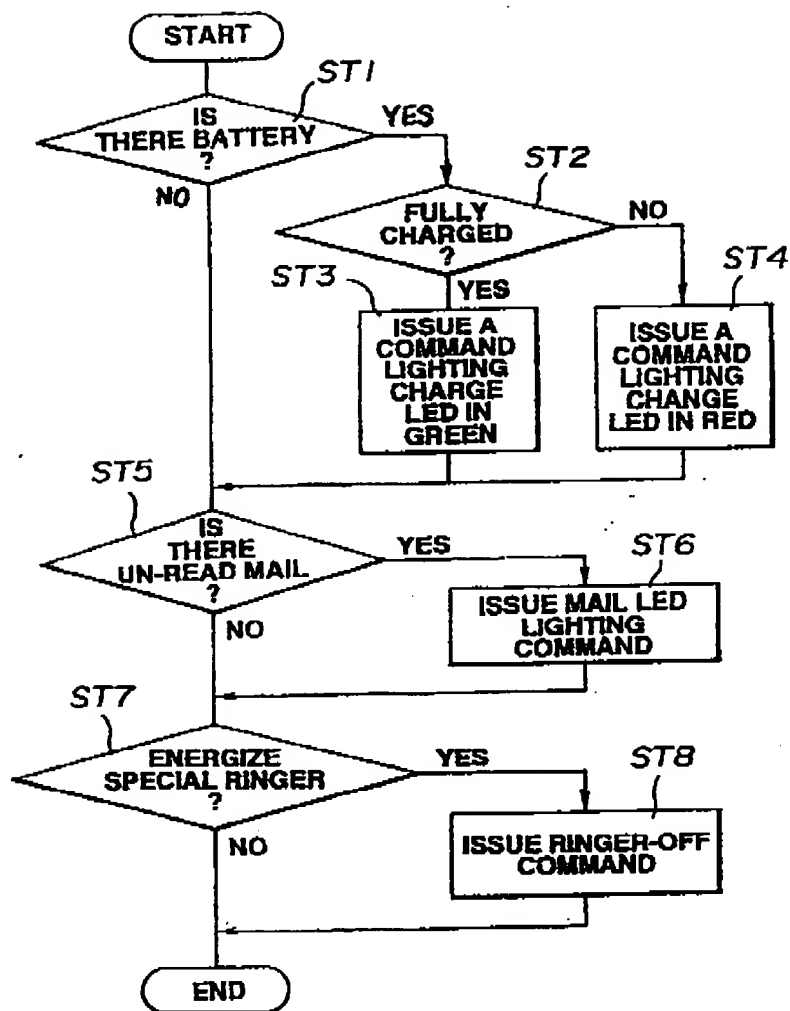 START
ST1
IS
THERE BATTERY
?
YES
NO
ST2
FULLY
CHARGED
?
NO
YES
ST3
ISSUE A
COMMAND
LIGHTING
CHARGE
LED IN
GREEN
ST4
ISSUE A
COMMAND
LIGHTING
CHANGE
LED IN RED
ST5
IS
THERE
UN-READ MAIL
?
YES
NO
ST6
ISSUE MAIL LED
LIGHTING
COMMAND
ST7
ENERGIZE
SPECIAL RINGER
?
YES
NO
ST8
ISSUE RINGER-OFF
COMMAND
END